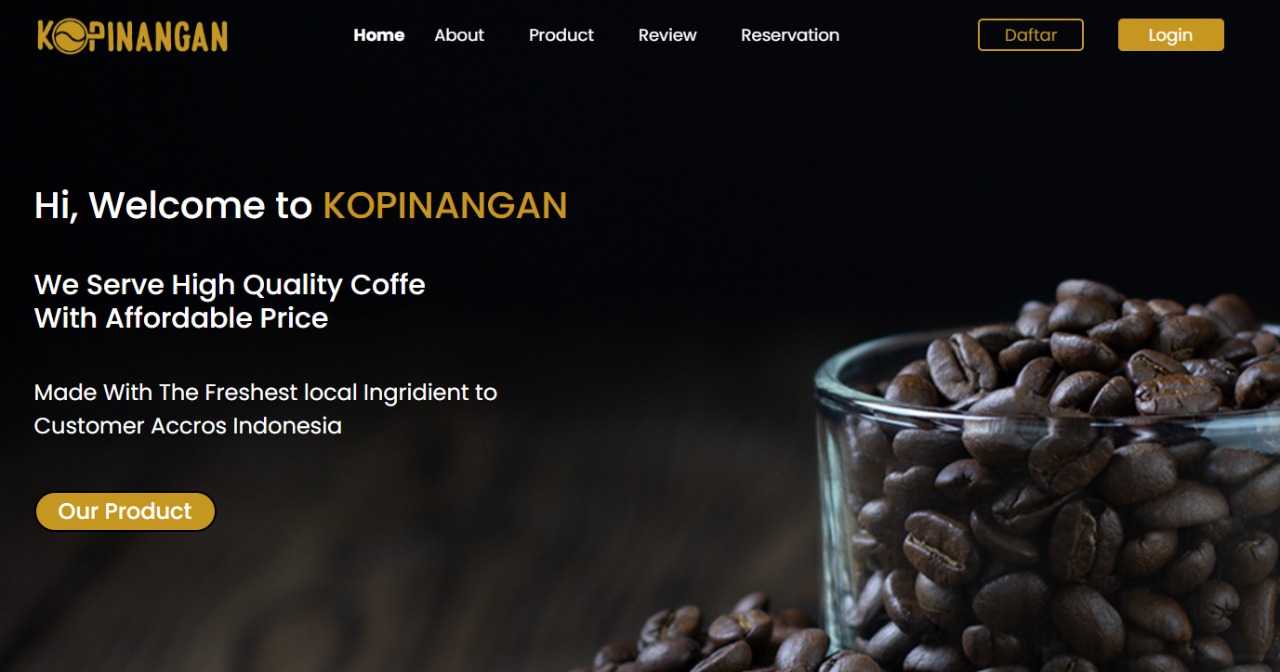 KOPINANGAN
Home About Product Review Reservation Daftar Login
Hi, Welcome to KOPINANGAN
We Serve High Quality Coffe
With Affordable Price
Made With The Freshest local Ingridient to
Customer Accros Indonesia
Our Product